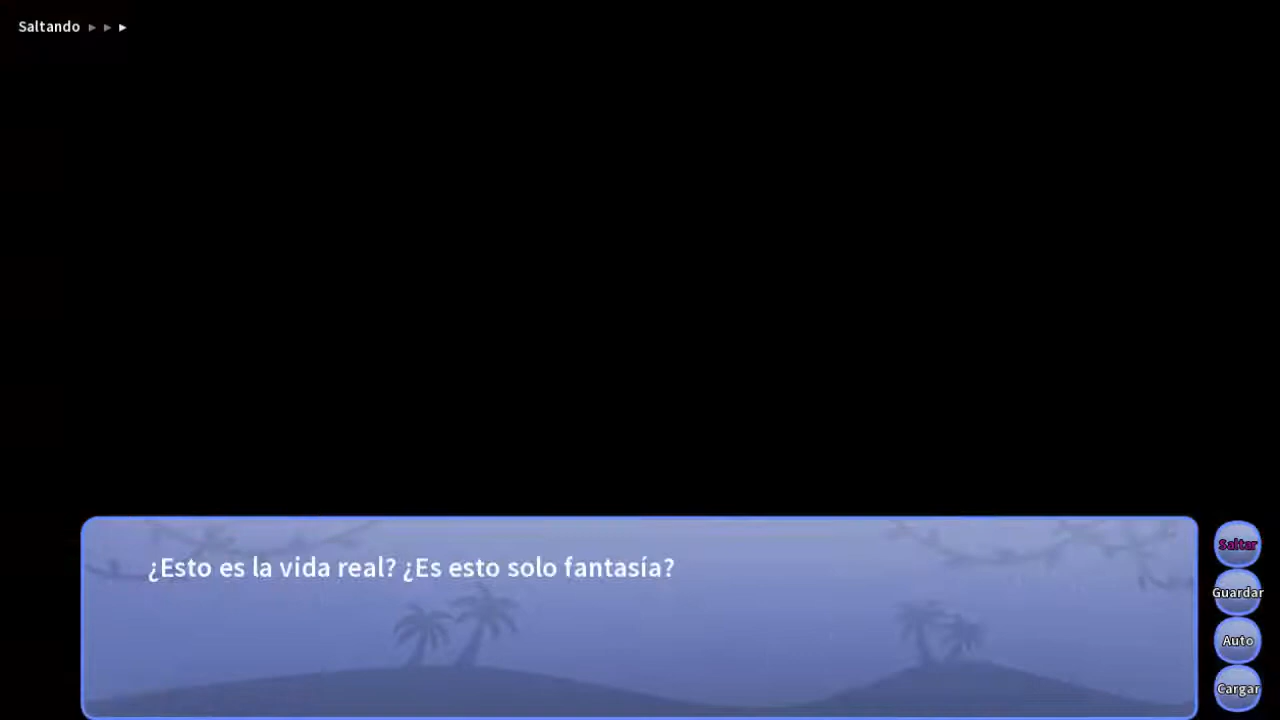 Saltando ▸ ▸ ▸
¿Esto es la vida real? ¿Es esto solo fantasía?
Saltar
Guardar
Auto
Cargar